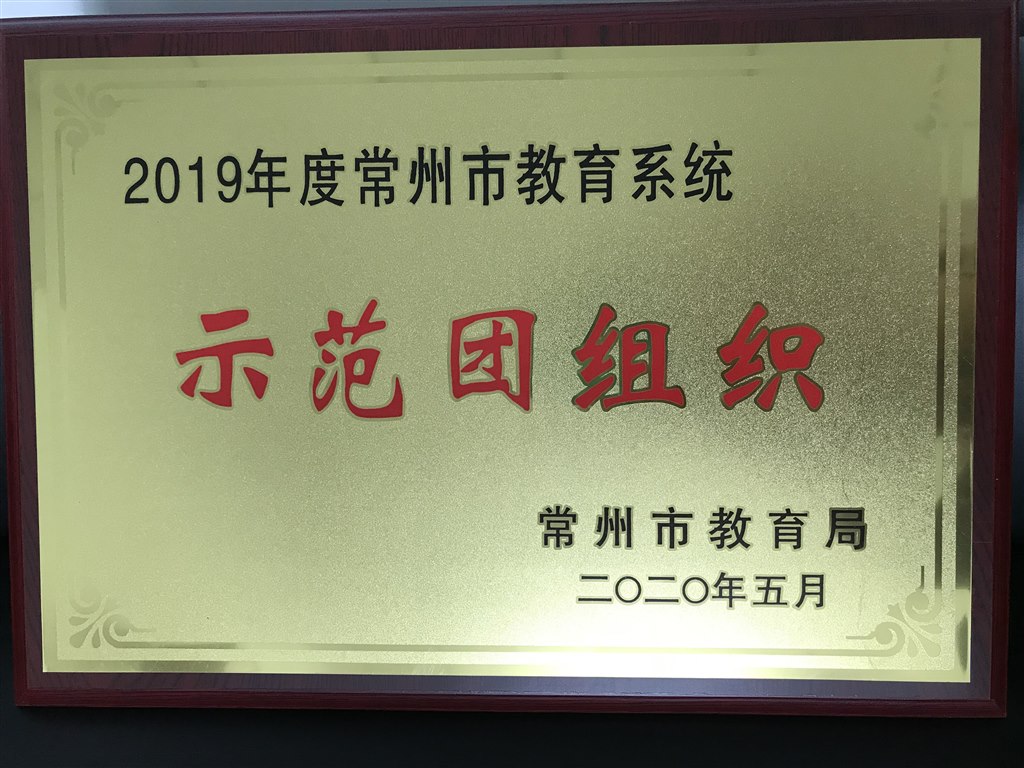 2019年度常州市教育系统
示范团组织
常州市教育局
二〇二〇年五月